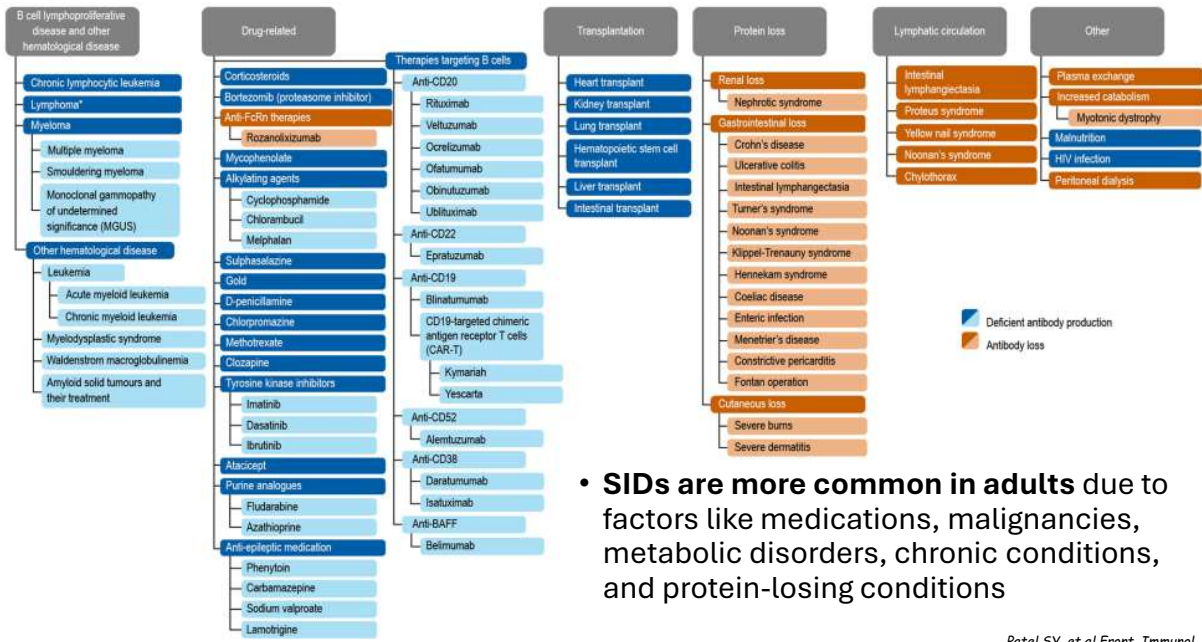 B cell lymphoproliferative
disease and other
hematological disease
Chronic lymphocytic leukemia
Lymphoma*
Myeloma
Multiple myeloma
Smouldering myeloma
Monoclonal gammopathy
of undetermined
significance (MGUS)
Other hematological disease
Leukemia
Acute myeloid leukemia
Chronic myeloid leukemia
Myelodysplastic syndrome
Waldenstrom macroglobulinemia
Amyloid solid tumours and
their treatment
Drug-related
Corticosteroids
Bortezomib (proteasome inhibitor)
Anti-FcRn therapies
Rozanolixizumab
Mycophenolate
Alkylating agents
Cyclophosphamide
Chlorambucil
Melphalan
Sulphasalazine
Gold
D-penicillamine
Chlorpromazine
Methotrexate
Clozapine
Tyrosine kinase inhibitors
Imatinib
Dasatinib
Ibrutinib
Atacicept
Purine analogues
Fludarabine
Azathioprine
Anti-epileptic medication
Phenytoin
Carbamazepine
Sodium valproate
Lamotrigine
Therapies targeting B cells
Anti-CD20
Rituximab
Veltuzumab
Ocrelizumab
Ofatumumab
Obinutuzumab
Ublituximab
Anti-CD22
Epratuzumab
Anti-CD19
Blinatumumab
CD19-targeted chimeric
antigen receptor T cells
(CAR-T)
Kymariah
Yescarta
Anti-CD52
Alemtuzumab
Anti-CD38
Daratumumab
Isatuximab
Anti-BAFF
Belimumab
Transplantation
Heart transplant
Kidney transplant
Lung transplant
Hematopoietic stem cell
transplant
Liver transplant
Intestinal transplant
Protein loss
Renal loss
Nephrotic syndrome
Gastrointestinal loss
Crohn's disease
Ulcerative colitis
Intestinal lymphangectasia
Turner's syndrome
Noonan's syndrome
Klippel-Trenauny syndrome
Hennekam syndrome
Coeliac disease
Enteric infection
Menetrier's disease
Constrictive pericarditis
Fontan operation
Cutaneous loss
Severe burns
Severe dermatitis
Lymphatic circulation
Intestinal
lymphangiectasia
Proteus syndrome
Yellow nail syndrome
Noonan's syndrome
Chylothorax
Other
Plasma exchange
Increased catabolism
Myotonic dystrophy
Malnutrition
HIV infection
Peritoneal dialysis
Deficient antibody production
Antibody loss
• SIDs are more common in adults due to
factors like medications, malignancies,
metabolic disorders, chronic conditions,
and protein-losing conditions
Patel SY, et al Front. Immunol